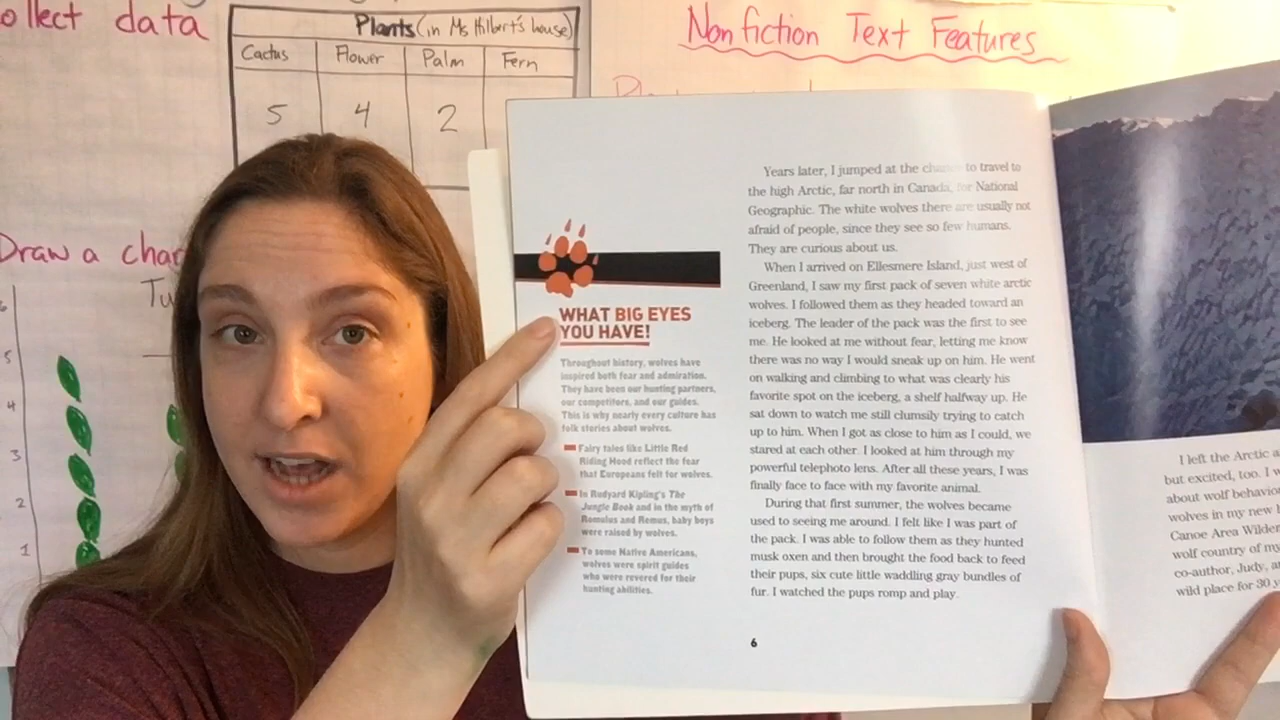 ollect data
Plants (in Ms Hilbert's house)
Cactus Flower Palm Fern
5 4 2
Nonfiction Text Features
Draw a char
Tu
5
4
3
2
1
WHAT BIG EYES
YOU HAVE!
Throughout history, wolves have
inspired both fear and admiration.
They have been our hunting partners,
our competitors, and our guides.
This is why nearly every culture has
folk stories about wolves.
Fairy tales like Little Red
Riding Hood reflect the fear
that Europeans felt for wolves.
In Rudyard Kipling's The
Jungle Book and in the myth of
Romulus and Remus, baby boys
were raised by wolves.
To some Native Americans,
wolves were spirit guides
who were revered for their
hunting abilities.
Years later, I jumped at the chance to travel to
the high Arctic, far north in Canada, for National
Geographic. The white wolves there are usually not
afraid of people, since they see so few humans.
They are curious about us.
When I arrived on Ellesmere Island, just west of
Greenland, I saw my first pack of seven white arctic
wolves. I followed them as they headed toward an
iceberg. The leader of the pack was the first to see
me. He looked at me without fear, letting me know
there was no way I would sneak up on him. He went
on walking and climbing to what was clearly his
favorite spot on the iceberg, a shelf halfway up. He
sat down to watch me still clumsily trying to catch
up to him. When I got as close to him as I could, we
stared at each other. I looked at him through my
powerful telephoto lens. After all these years, I was
finally face to face with my favorite animal.
During that first summer, the wolves became
used to seeing me around. I felt like I was part of
the pack. I was able to follow them as they hunted
musk oxen and then brought the food back to feed
their pups, six cute little waddling gray bundles of
fur. I watched the pups romp and play.
6
I left the Arctic a
but excited, too. I w
about wolf behavio
wolves in my new
Canoe Area Wilder
wolf country of my
co-author, Judy, a
wild place for 30 y